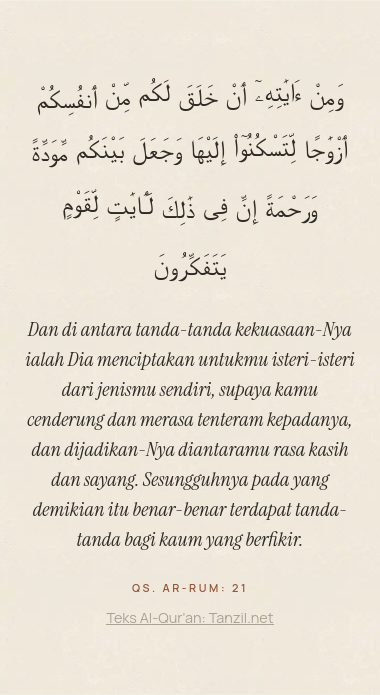 وَمِنْ ءَايَٰتِهِۦٓ أَنْ خَلَقَ لَكُم مِّنْ أَنفُسِكُمْ
أَزْوَٰجًا لِّتَسْكُنُوٓا۟ إِلَيْهَا وَجَعَلَ بَيْنَكُم مَّوَدَّةً
وَرَحْمَةً إِنَّ فِى ذَٰلِكَ لَـَٔايَٰتٍ لِّقَوْمٍ
يَتَفَكَّرُونَ
Dan di antara tanda-tanda kekuasaan-Nya
ialah Dia menciptakan untukmu isteri-isteri
dari jenismu sendiri, supaya kamu
cenderung dan merasa tenteram kepadanya,
dan dijadikan-Nya diantaramu rasa kasih
dan sayang. Sesungguhnya pada yang
demikian itu benar-benar terdapat tanda-
tanda bagi kaum yang berfikir.
QS. AR-RUM: 21
Teks Al-Qur'an: Tanzil.net